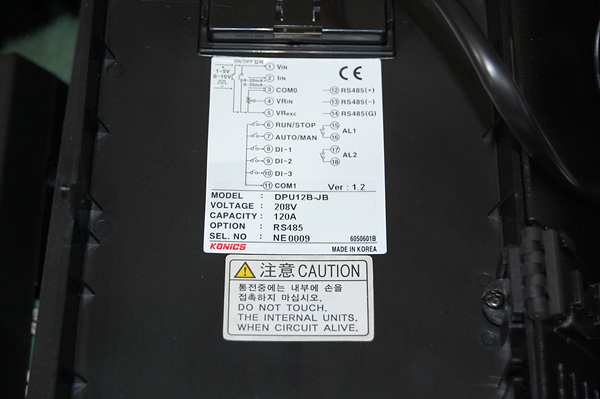 ON/OFF 입력
1~5V
0~10V
4~20mA
0~20mA
① VIN
② IIN
③ COM0
④ VRIN
⑤ VRexc
⑥ RUN/STOP
⑦ AUTO/MAN
⑧ DI-1
⑨ DI-2
⑩ DI-3
⑪ COM1
CE
⑫ RS485(+)
⑬ RS485(-)
⑭ RS485(G)
⑮
AL1
⑯
⑰
AL2
⑱
Ver : 1.2
MODEL : DPU12B-JB
VOLTAGE : 208V
CAPACITY : 120A
OPTION : RS485
SEL. NO : NE0009
6050601B
KONICS
MADE IN KOREA
注意 CAUTION
통전중에는 내부에 손을
접촉하지 마십시오.
DO NOT TOUCH.
THE INTERNAL UNITS.
WHEN CIRCUIT ALIVE.